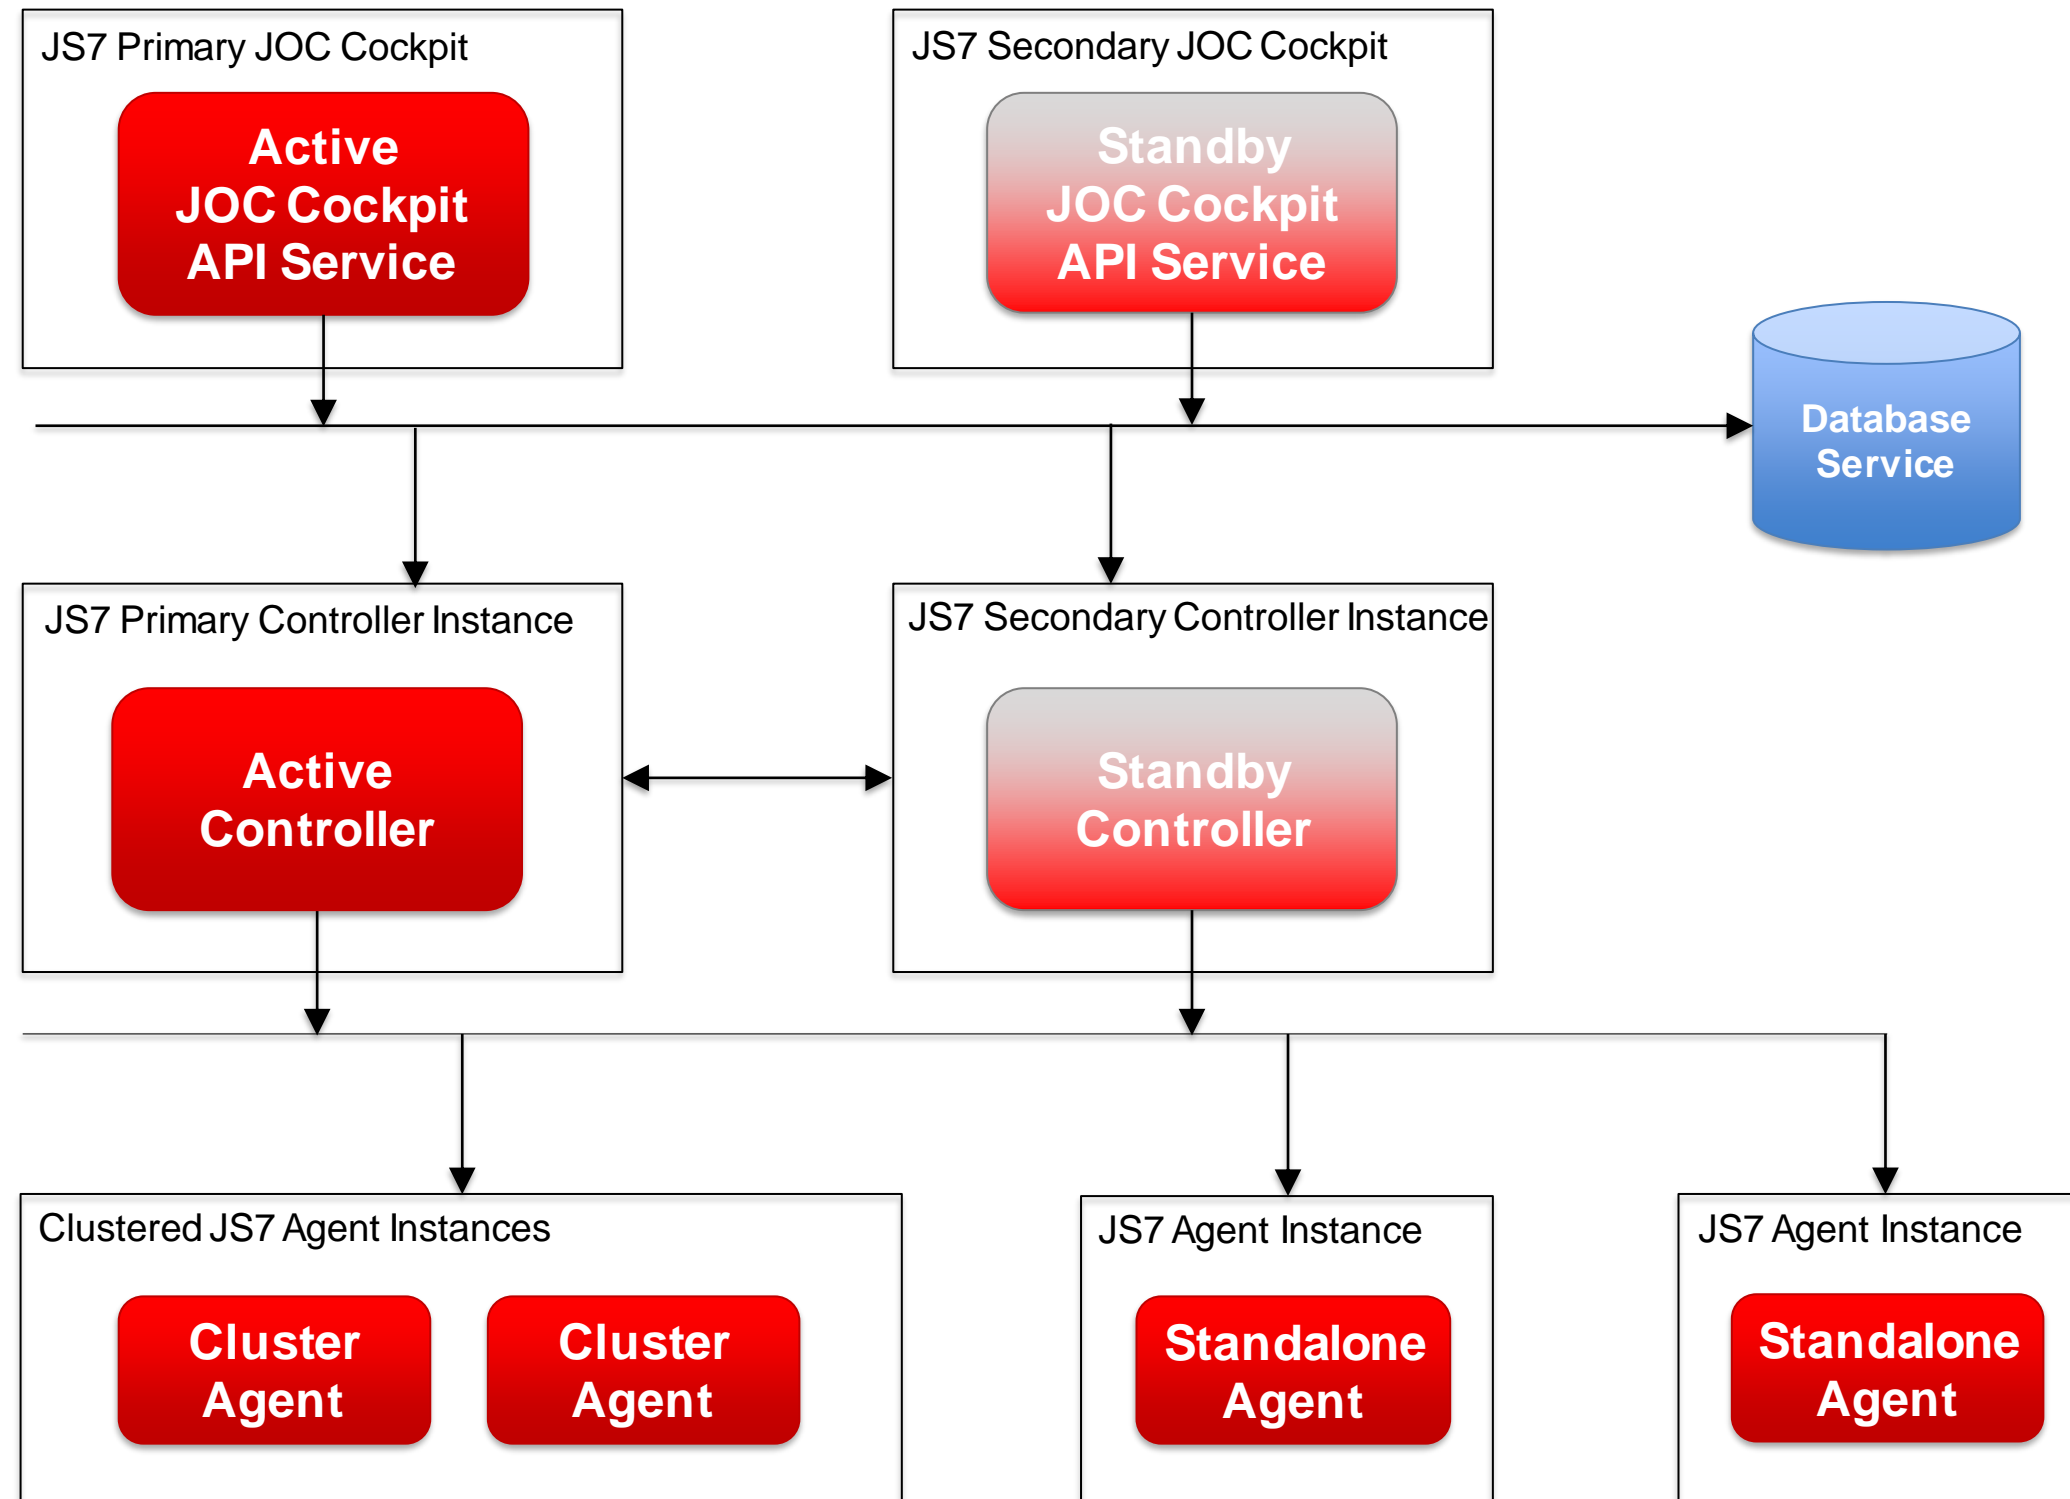 JS7 Primary JOC Cockpit
Active
JOC Cockpit
API Service
JS7 Secondary JOC Cockpit
Standby
JOC Cockpit
API Service
Database
Service
JS7 Primary Controller Instance
Active
Controller
JS7 Secondary Controller Instance
Standby
Controller
Clustered JS7 Agent Instances
Cluster
Agent
Cluster
Agent
JS7 Agent Instance
Standalone
Agent
JS7 Agent Instance
Standalone
Agent